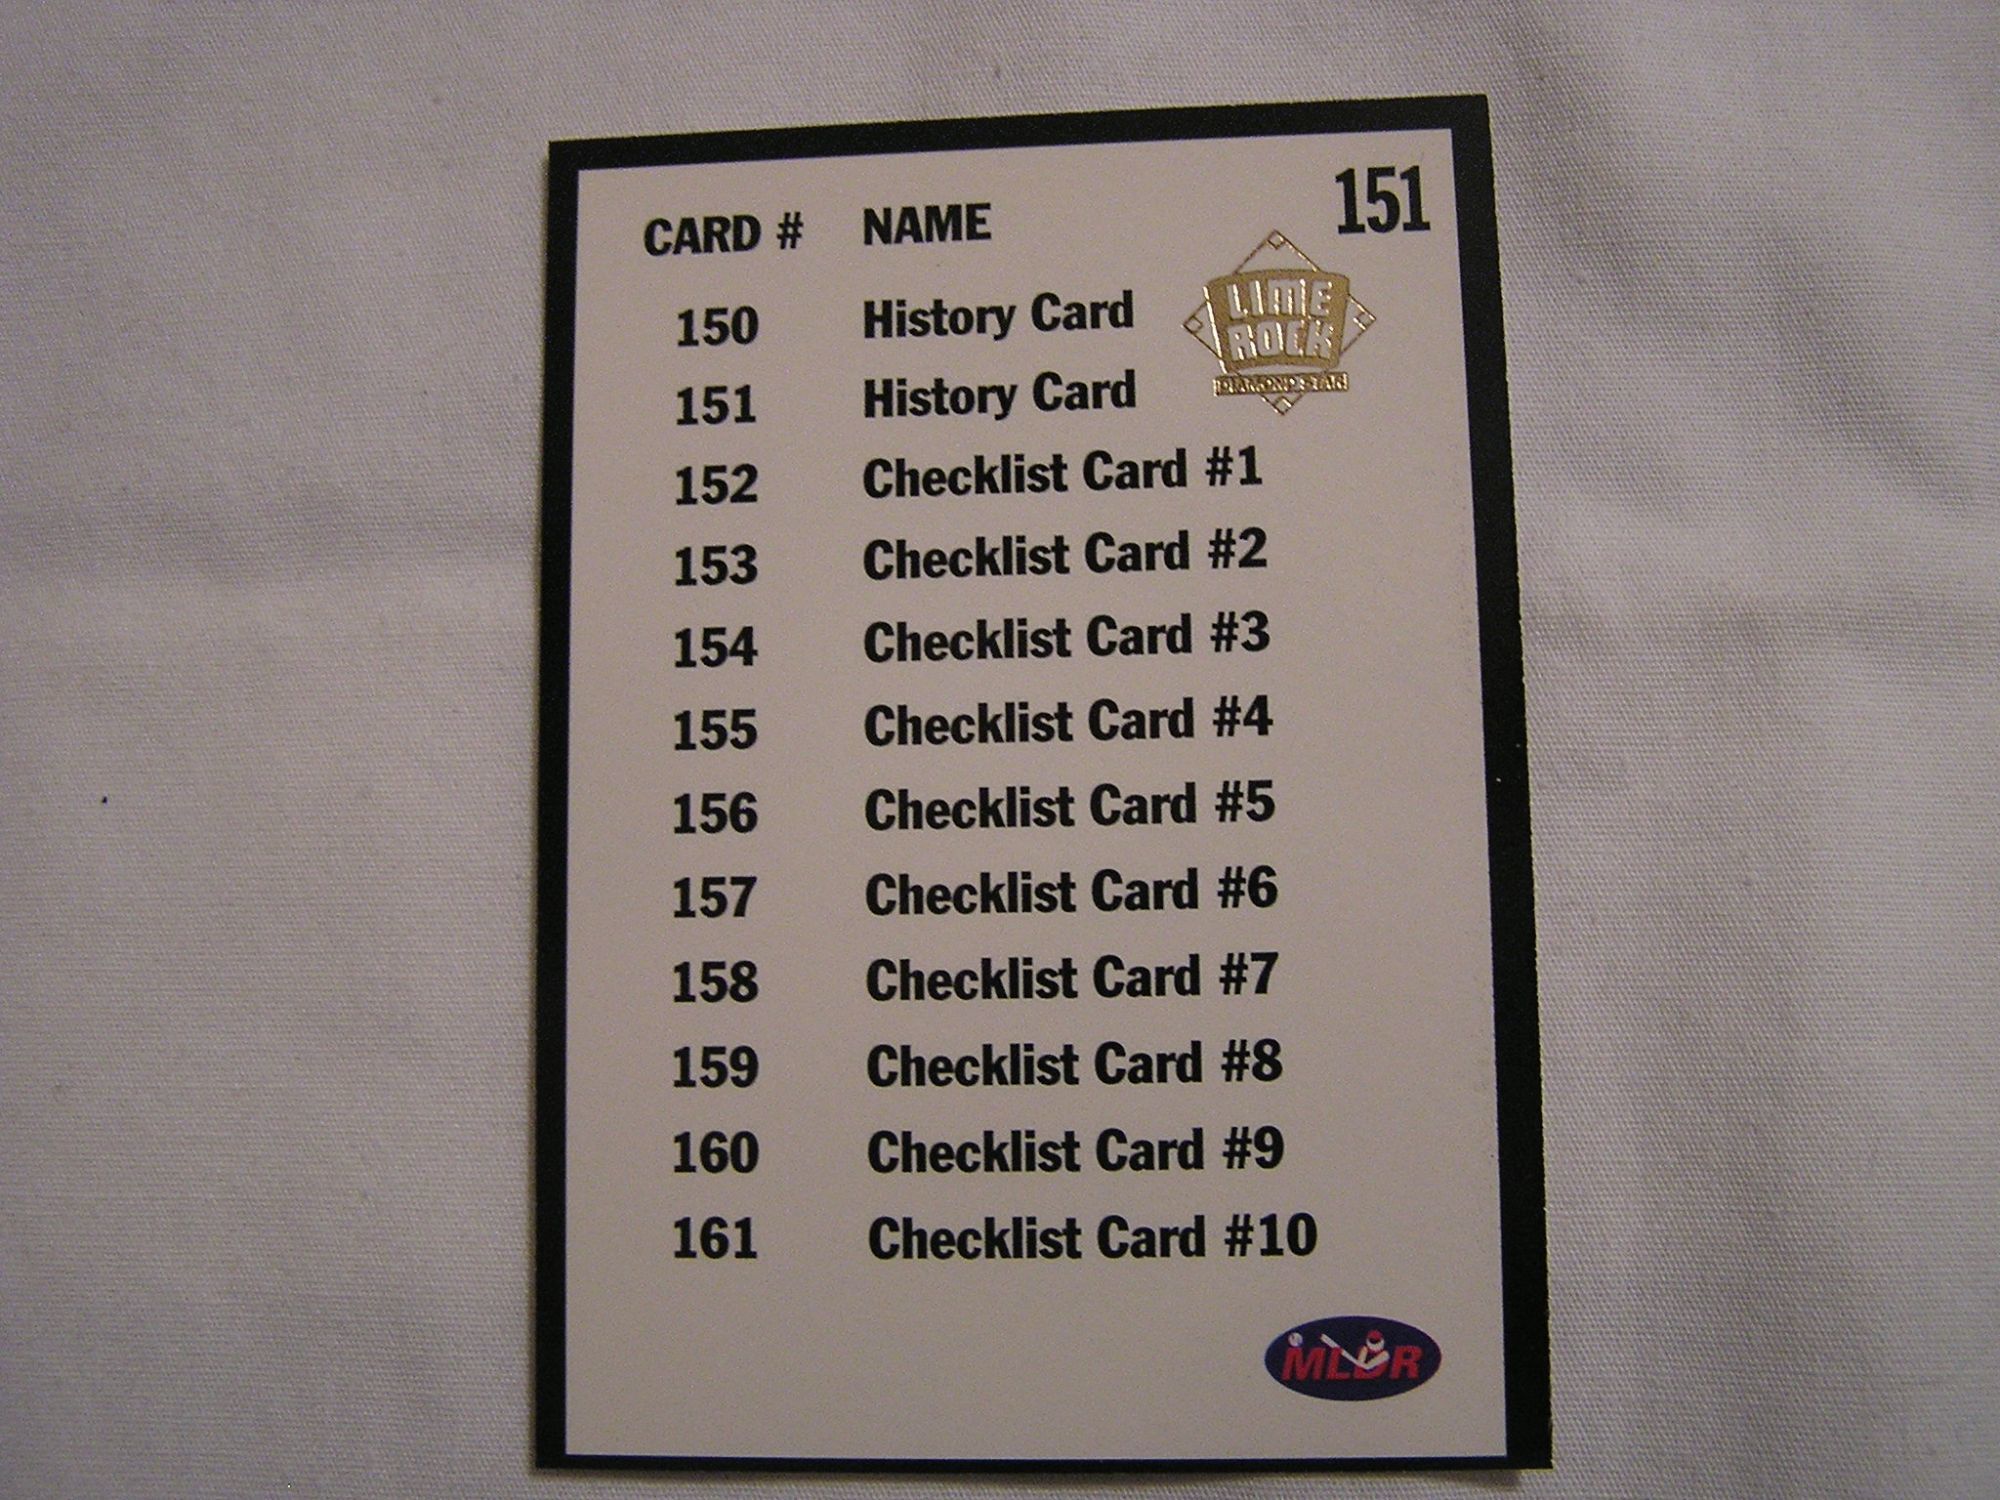 151
CARD # NAME
150 History Card
151 History Card
152 Checklist Card #1
153 Checklist Card #2
154 Checklist Card #3
155 Checklist Card #4
156 Checklist Card #5
157 Checklist Card #6
158 Checklist Card #7
159 Checklist Card #8
160 Checklist Card #9
161 Checklist Card #10
LIME
ROCK
DIAMOND STAR
MLBR